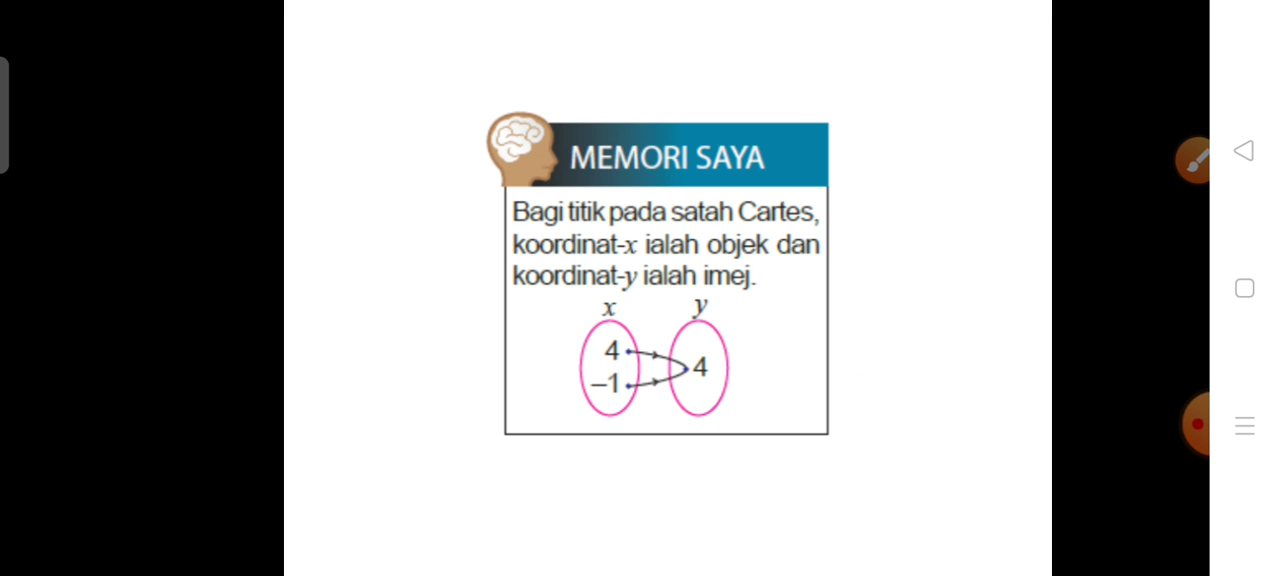 MEMORI SAYA
Bagi titik pada satah Cartes,
koordinat-x ialah objek dan
koordinat-y ialah imej.
x y
4
–1
4